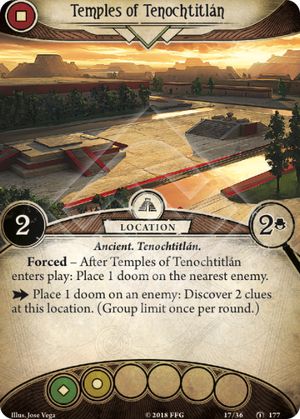 Temples of Tenochtitlán
2
LOCATION
2
Ancient. Tenochtitlán.
Forced – After Temples of Tenochtitlán
enters play: Place 1 doom on the nearest enemy.
Place 1 doom on an enemy: Discover 2 clues
at this location. (Group limit once per round.)
Illus. Jose Vega
© 2018 FFG
17/36
177